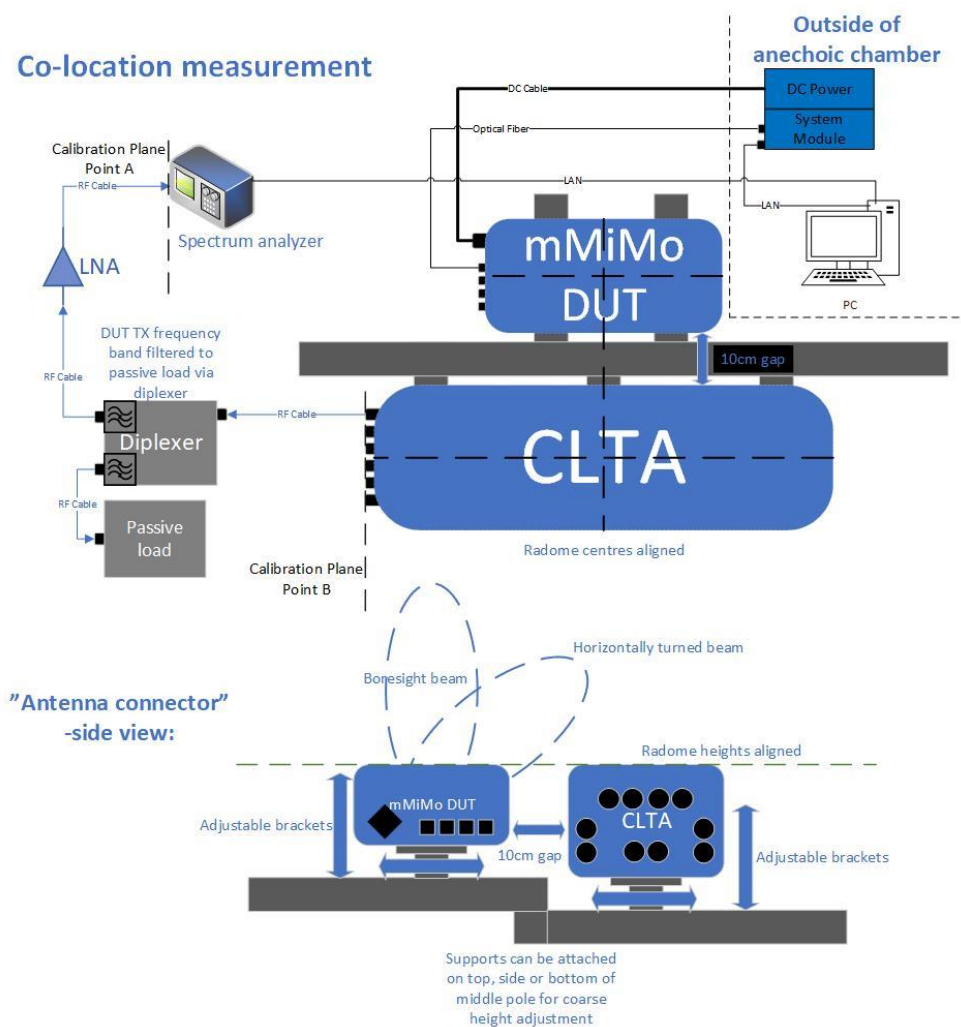 Co-location measurement
Outside of
anechoic chamber
DC Cable
DC Power
System
Module
Optical Fiber
Calibration Plane
Point A
RF Cable
LAN
LAN
Spectrum analyzer
PC
LNA
mMiMo
DUT
10cm gap
DUT TX frequency
band filtered to
passive load via
diplexer
RF Cable
RF Cable
Diplexer
CLTA
RF Cable
Passive
load
Radome centres aligned
Calibration Plane
Point B
Boresight beam
Horizontally turned beam
”Antenna connector”
-side view:
Radome heights aligned
mMiMo DUT
CLTA
Adjustable brackets
10cm gap
Adjustable brackets
Supports can be attached
on top, side or bottom of
middle pole for coarse
height adjustment